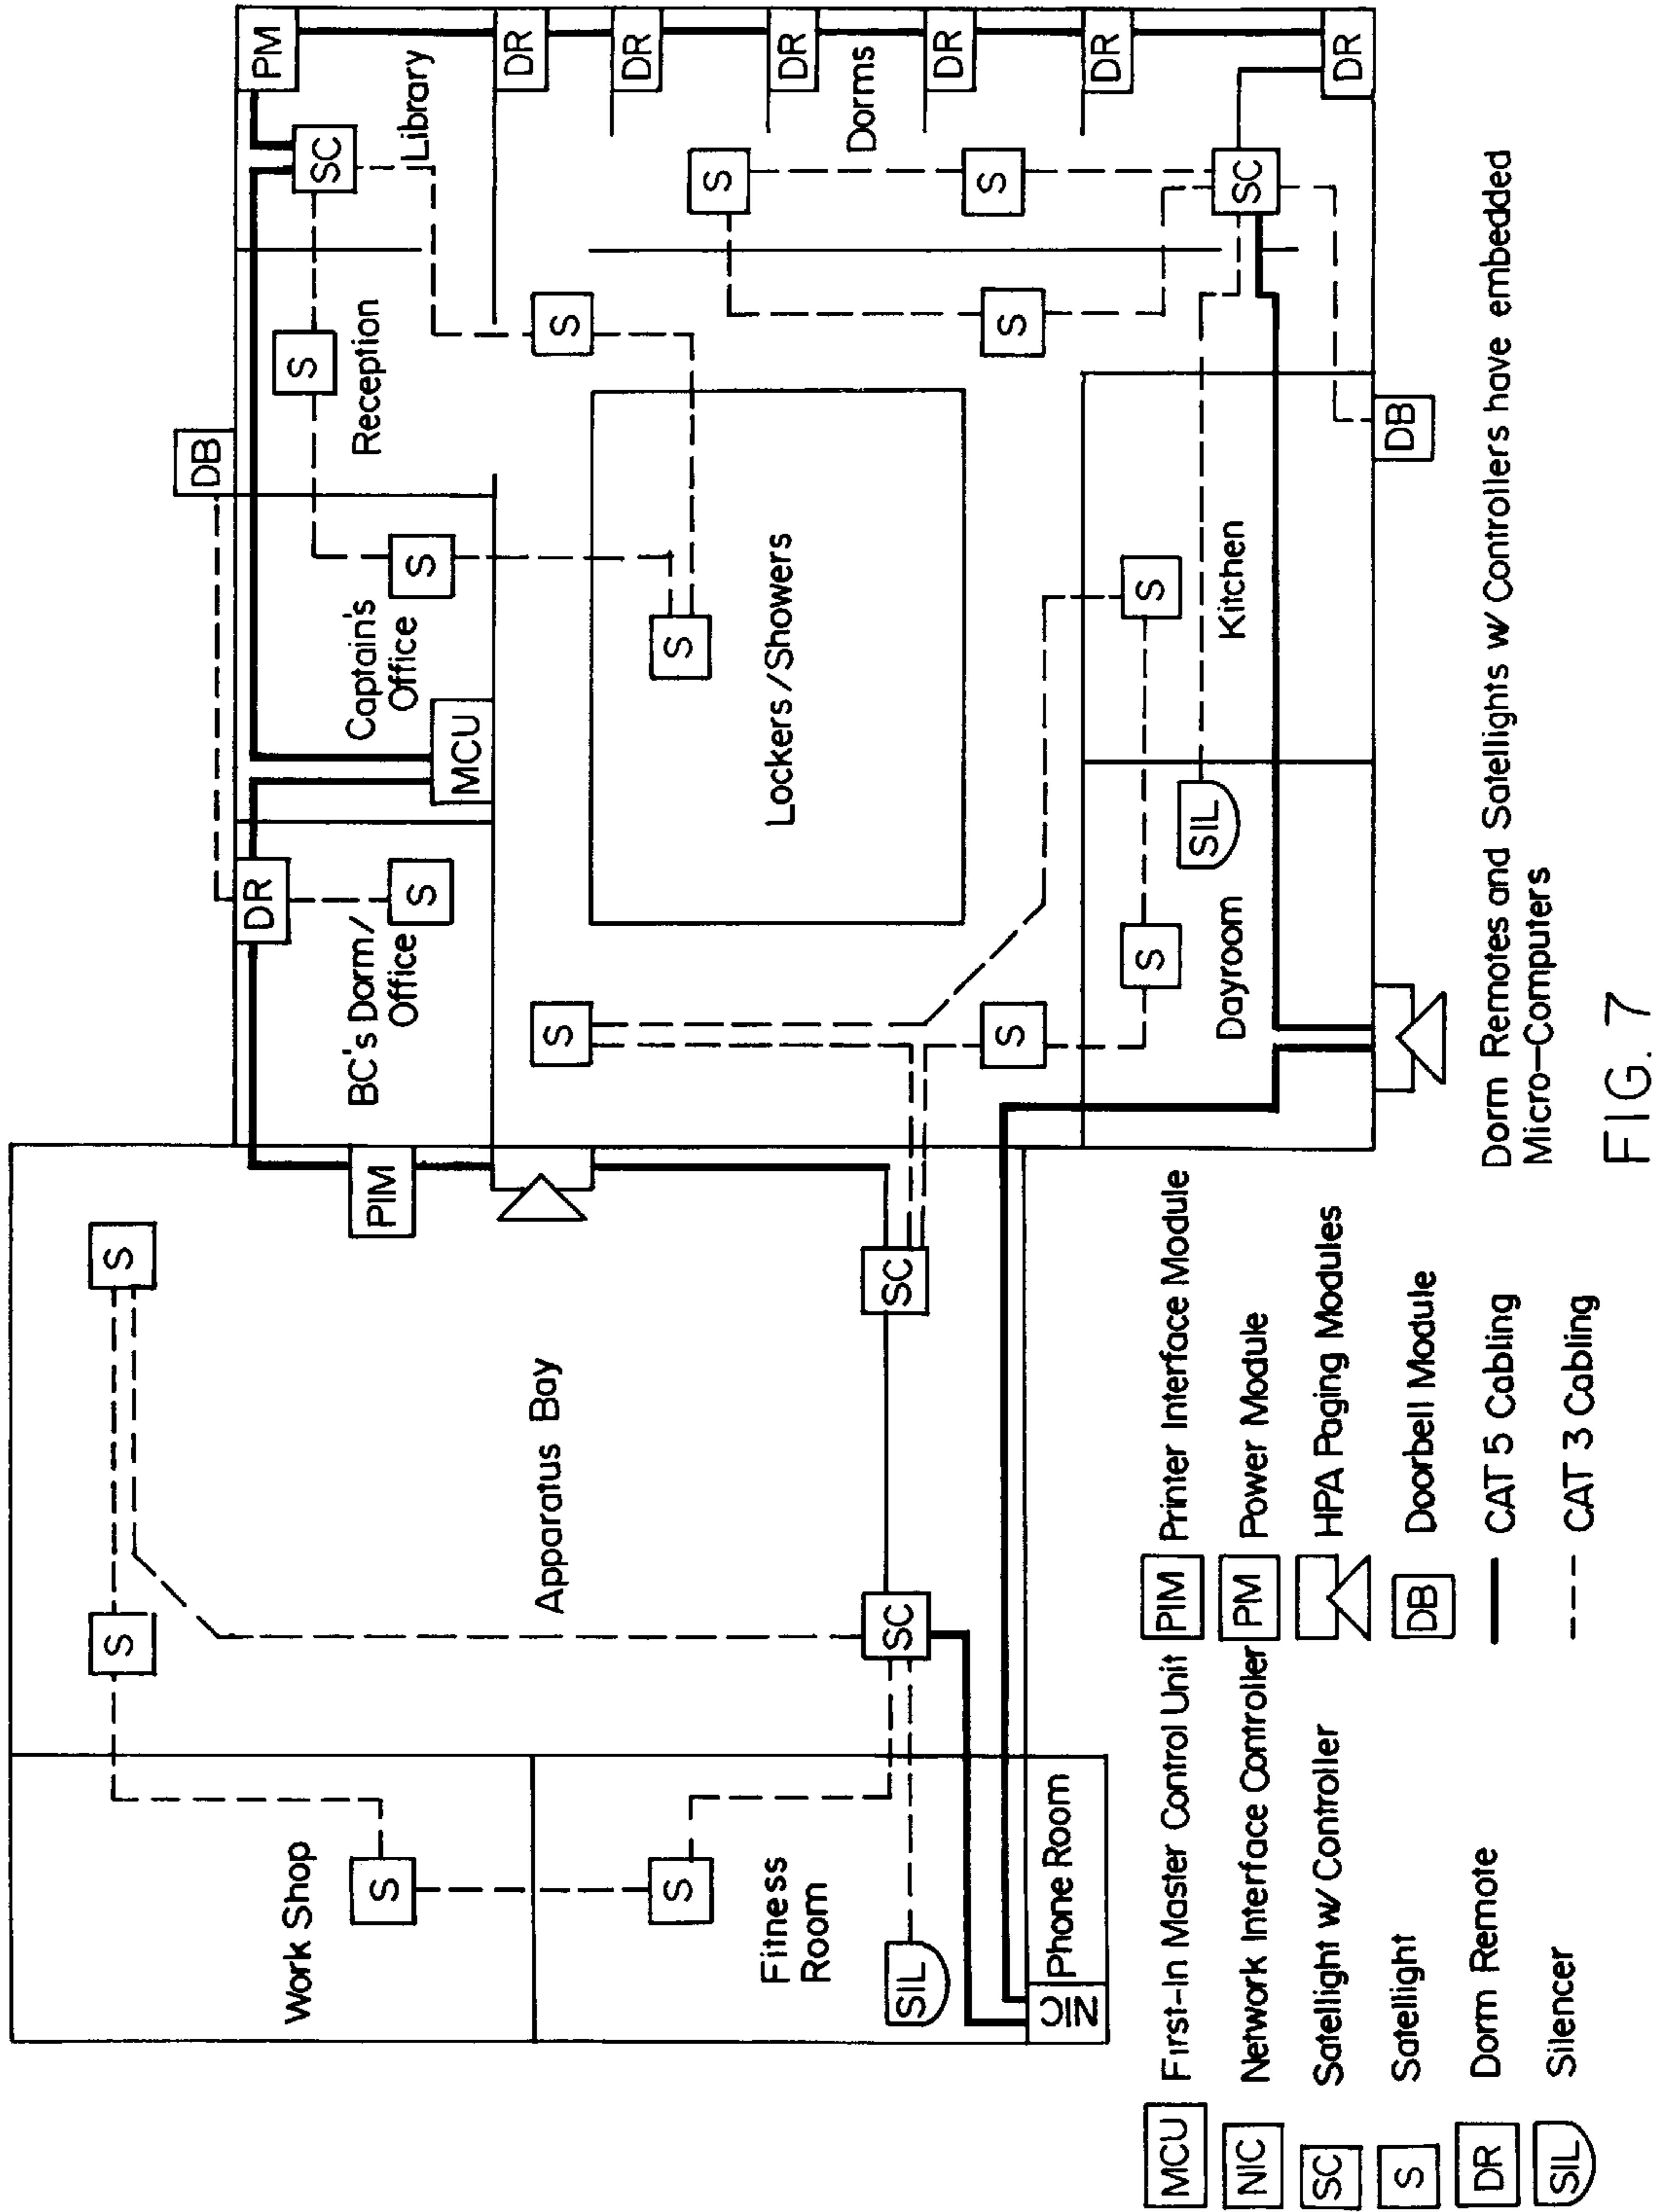 S
S
DB
DR
PM
Work Shop
S
SC
S
PIM
BC's Dorm/
Office
S
Captain's
Office
S
Reception
Library
MCU
DR
Apparatus Bay
S
S
DR
S
S
S
Fitness
Room
Lockers/Showers
DR
Dorms
SIL
SC
SC
DR
S
S
S
NIC
Phone Room
DR
S
S
SIL
Dayroom
Kitchen
SC
DR
DB
MCU First-In Master Control Unit
NIC Network Interface Controller
SC Satellight w/ Controller
S Satellight
DR Dorm Remote
SIL Silencer
PIM Printer Interface Module
PM Power Module
HPA Paging Modules
DB Doorbell Module
CAT 5 Cabling
CAT 3 Cabling
Dorm Remotes and Satellights w/ Controllers have embedded
Micro-Computers
FIG. 7